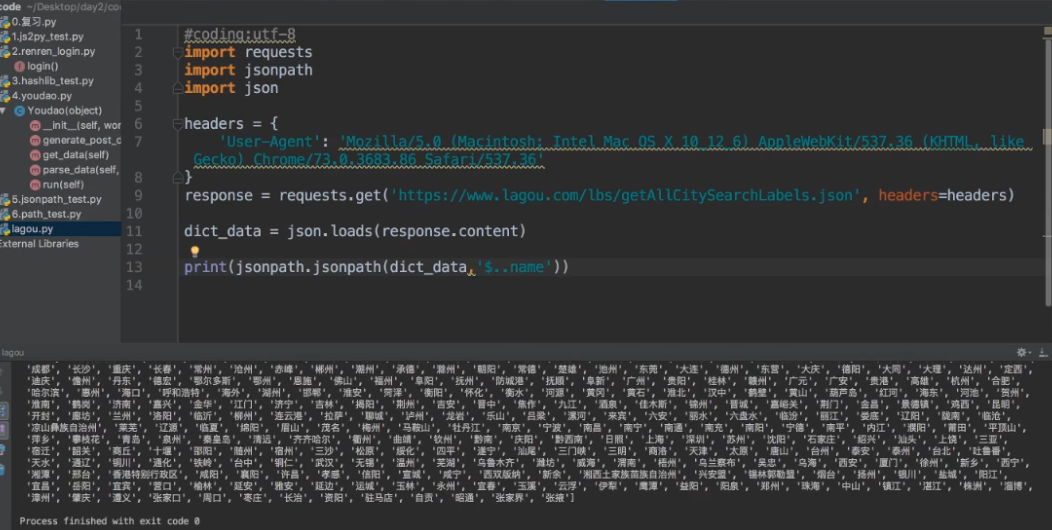 code ~/Desktop/day2/co
0.复习.py
1.js2py_test.py
2.renren_login.py
login()
3.hashlib_test.py
4.youdao.py
Youdao(object)
__init__(self, wor
generate_post_d
get_data(self)
parse_data(self,
run(self)
5.jsonpath_test.py
6.path_test.py
lagou.py
External Libraries
1 #coding:utf-8
2 import requests
3 import jsonpath
4 import json
5
6 headers = {
7 'User-Agent': 'Mozilla/5.0 (Macintosh; Intel Mac OS X 10_12_6) AppleWebKit/537.36 (KHTML, like
Gecko) Chrome/73.0.3683.86 Safari/537.36'
8 }
9 response = requests.get('https://www.lagou.com/lbs/getAllCitySearchLabels.json', headers=headers)
10
11 dict_data = json.loads(response.content)
12
13 print(jsonpath.jsonpath(dict_data,'$..name'))
14
lagou
'成都', '长沙', '重庆', '长春', '常州', '沧州', '赤峰', '郴州', '潮州', '承德', '滁州', '朝阳', '常德', '楚雄', '池州', '东莞', '大连', '德州', '东营', '大庆', '德阳', '大同', '大理', '达州', '定西',
'迪庆', '儋州', '丹东', '德宏', '鄂尔多斯', '鄂州', '恩施', '佛山', '福州', '阜阳', '抚州', '防城港', '抚顺', '阜新', '广州', '贵阳', '桂林', '赣州', '广元', '广安', '贵港', '高雄', '杭州', '合肥',
'哈尔滨', '惠州', '海口', '呼和浩特', '海外', '湖州', '邯郸', '淮安', '菏泽', '衡阳', '怀化', '衡水', '河源', '黄冈', '黄石', '淮北', '汉中', '鹤壁', '黄山', '葫芦岛', '红河', '海东', '河池', '贺州',
'淮南', '鹤岗', '济南', '嘉兴', '金华', '江门', '济宁', '吉林', '揭阳', '荆州', '吉安', '晋中', '焦作', '九江', '酒泉', '佳木斯', '锦州', '晋城', '嘉峪关', '荆门', '金昌', '景德镇', '鸡西', '昆明',
'开封', '廊坊', '兰州', '洛阳', '临沂', '柳州', '连云港', '拉萨', '聊城', '泸州', '龙岩', '乐山', '吕梁', '漯河', '来宾', '六安', '丽水', '六盘水', '临汾', '丽江', '娄底', '辽阳', '陇南', '临沧',
'凉山彝族自治州', '莱芜', '辽源', '临夏', '绵阳', '眉山', '茂名', '梅州', '马鞍山', '牡丹江', '南京', '宁波', '南昌', '南宁', '南通', '南充', '南阳', '宁德', '南平', '内江', '濮阳', '莆田', '平顶山',
'萍乡', '攀枝花', '青岛', '泉州', '秦皇岛', '清远', '齐齐哈尔', '衢州', '曲靖', '钦州', '黔南', '庆阳', '黔西南', '日照', '上海', '深圳', '苏州', '沈阳', '石家庄', '绍兴', '汕头', '上饶', '三亚',
'宿迁', '韶关', '商丘', '十堰', '邵阳', '随州', '宿州', '三沙', '松原', '绥化', '四平', '遂宁', '汕尾', '三门峡', '三明', '商洛', '天津', '太原', '唐山', '台州', '泰安', '泰州', '台北', '吐鲁番',
'天水', '通辽', '铜川', '通化', '铁岭', '台中', '铜仁', '武汉', '无锡', '温州', '芜湖', '乌鲁木齐', '潍坊', '威海', '渭南', '梧州', '乌兰察布', '吴忠', '乌海', '西安', '厦门', '徐州', '新乡', '西宁',
'湘潭', '邢台', '香港特别行政区', '咸阳', '襄阳', '许昌', '孝感', '信阳', '宣城', '咸宁', '西双版纳', '新余', '湘西土家族苗族自治州', '兴安盟', '锡林郭勒盟', '烟台', '扬州', '银川', '盐城', '阳江',
'宜昌', '岳阳', '宜宾', '营口', '榆林', '延安', '雅安', '延边', '运城', '玉林', '永州', '宜春', '玉溪', '云浮', '伊犁', '鹰潭', '益阳', '阳泉', '郑州', '珠海', '中山', '镇江', '湛江', '株洲', '淄博',
'漳州', '肇庆', '遵义', '张家口', '周口', '枣庄', '长治', '资阳', '驻马店', '自贡', '昭通', '张家界', '张掖']
Process finished with exit code 0